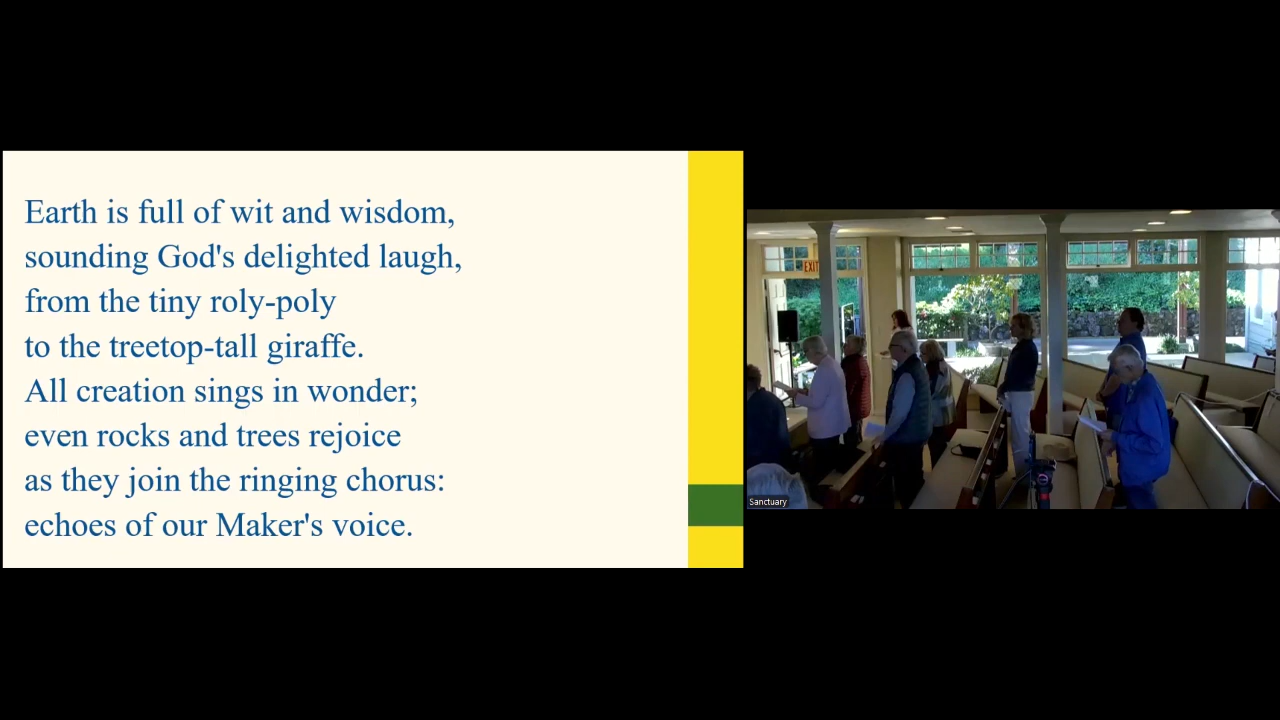 Earth is full of wit and wisdom,
sounding God's delighted laugh,
from the tiny roly-poly
to the treetop-tall giraffe.
All creation sings in wonder;
even rocks and trees rejoice
as they join the ringing chorus:
echoes of our Maker's voice.
EXIT
Sanctuary